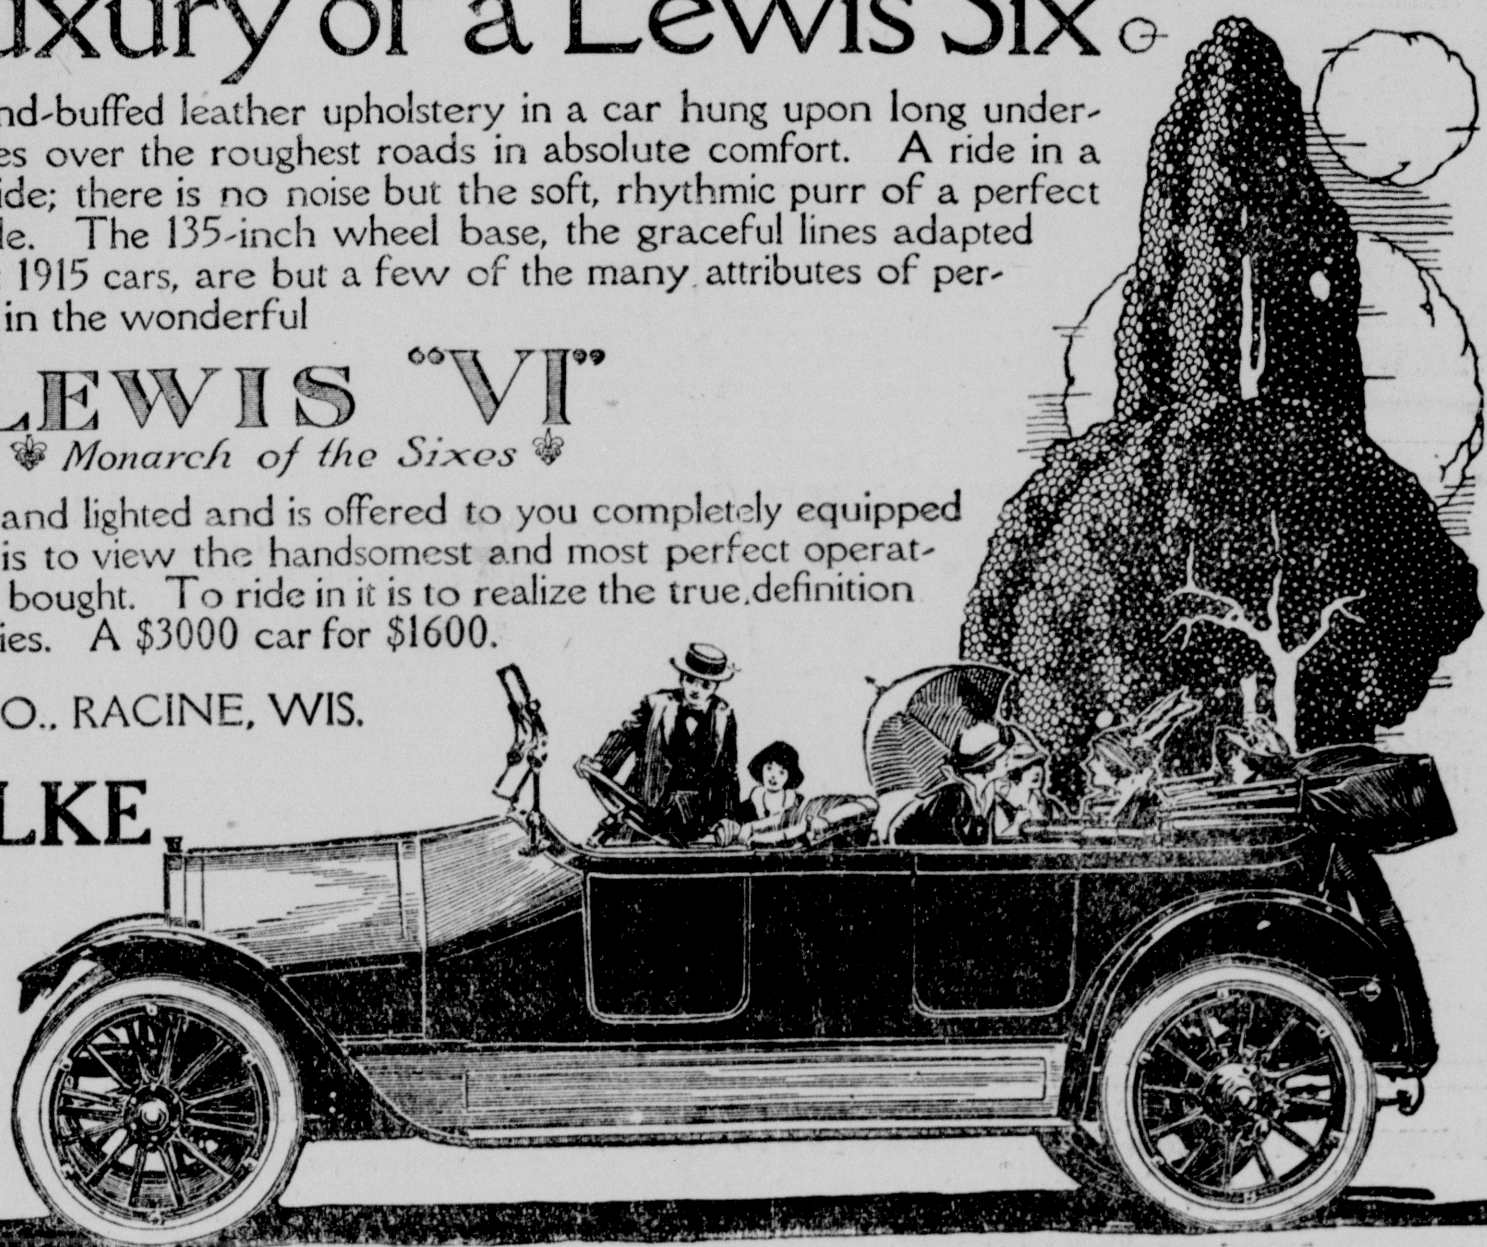 uxury of a Lewis Six
nd-buffed leather upholstery in a car hung upon long under-
es over the roughest roads in absolute comfort. A ride in a
ide; there is no noise but the soft, rhythmic purr of a perfect
le. The 135-inch wheel base, the graceful lines adapted
1915 cars, are but a few of the many attributes of per-
in the wonderful
LEWIS "VI"
Monarch of the Sixes
and lighted and is offered to you completely equipped
is to view the handsomest and most perfect operat-
bought. To ride in it is to realize the true definition
ies. A $3000 car for $1600.
O., RACINE, WIS.
LKE